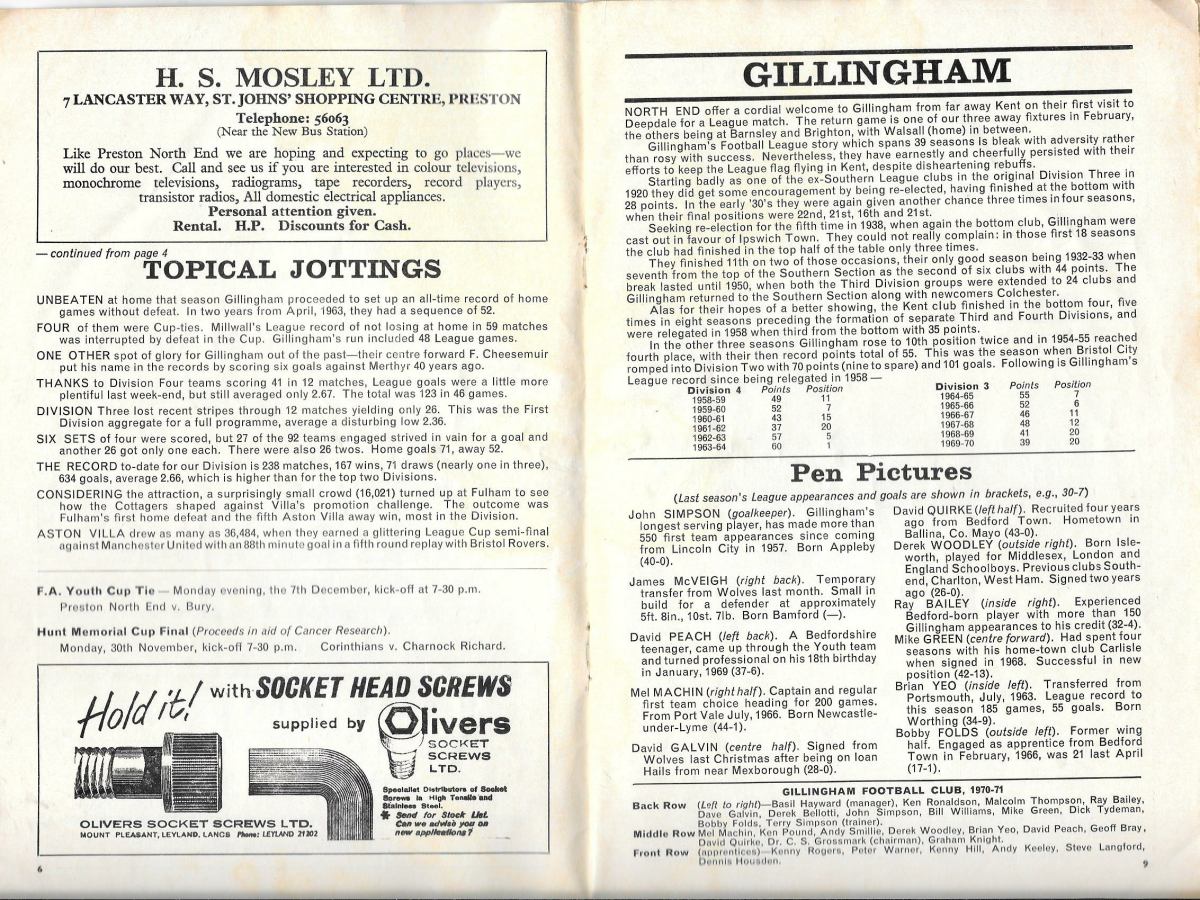 H. S. MOSLEY LTD.
7 LANCASTER WAY, ST. JOHNS' SHOPPING CENTRE, PRESTON
Telephone: 56063
(Near the New Bus Station)
Like Preston North End we are hoping and expecting to go places—we
will do our best. Call and see us if you are interested in colour televisions,
monochrome televisions, radiograms, tape recorders, record players,
transistor radios, All domestic electrical appliances.
Personal attention given.
Rental. H.P. Discounts for Cash.
— continued from page 4
TOPICAL JOTTINGS
UNBEATEN at home that season Gillingham proceeded to set up an all-time record of home
games without defeat. In two years from April, 1963, they had a sequence of 52.
FOUR of them were Cup-ties. Millwall's League record of not losing at home in 59 matches
was interrupted by defeat in the Cup. Gillingham's run included 48 League games.
ONE OTHER spot of glory for Gillingham out of the past—their centre forward F. Cheesemuir
put his name in the records by scoring six goals against Merthyr 40 years ago.
THANKS to Division Four teams scoring 41 in 12 matches, League goals were a little more
plentiful last week-end, but still averaged only 2.67. The total was 123 in 46 games.
DIVISION Three lost recent stripes through 12 matches yielding only 26. This was the First
Division aggregate for a full programme, average a disturbing low 2.36.
SIX SETS of four were scored, but 27 of the 92 teams engaged strived in vain for a goal and
another 26 got only one each. There were also 26 twos. Home goals 71, away 52.
THE RECORD to-date for our Division is 238 matches, 167 wins, 71 draws (nearly one in three),
634 goals, average 2.66, which is higher than for the top two Divisions.
CONSIDERING the attraction, a surprisingly small crowd (16,021) turned up at Fulham to see
how the Cottagers shaped against Villa's promotion challenge. The outcome was
Fulham's first home defeat and the fifth Aston Villa away win, most in the Division.
ASTON VILLA drew as many as 36,484, when they earned a glittering League Cup semi-final
against Manchester United with an 88th minute goal in a fifth round replay with Bristol Rovers.
F.A. Youth Cup Tie — Monday evening, the 7th December, kick-off at 7-30 p.m.
Preston North End v. Bury.
Hunt Memorial Cup Final (Proceeds in aid of Cancer Research).
Monday, 30th November, kick-off 7-30 p.m. Corinthians v. Charnock Richard.
Hold it! with SOCKET HEAD SCREWS
supplied by Olivers
SOCKET
SCREWS
LTD.
Specialist Distributors of Socket
Screws in High Tensile and
Stainless Steel.
* Send for Stock List.
Can we advise you on
new applications?
OLIVERS SOCKET SCREWS LTD.
MOUNT PLEASANT, LEYLAND, LANCS Phone: LEYLAND 21202
6
GILLINGHAM
NORTH END offer a cordial welcome to Gillingham from far away Kent on their first visit to
Deepdale for a League match. The return game is one of our three away fixtures in February,
the others being at Barnsley and Brighton, with Walsall (home) in between.
Gillingham's Football League story which spans 39 seasons is bleak with adversity rather
than rosy with success. Nevertheless, they have earnestly and cheerfully persisted with their
efforts to keep the League flag flying in Kent, despite disheartening rebuffs.
Starting badly as one of the ex-Southern League clubs in the original Division Three in
1920 they did get some encouragement by being re-elected, having finished at the bottom with
28 points. In the early '30's they were again given another chance three times in four seasons,
when their final positions were 22nd, 21st, 16th and 21st.
Seeking re-election for the fifth time in 1938, when again the bottom club, Gillingham were
cast out in favour of Ipswich Town. They could not really complain: in those first 18 seasons
the club had finished in the top half of the table only three times.
They finished 11th on two of those occasions, their only good season being 1932-33 when
seventh from the top of the Southern Section as the second of six clubs with 44 points. The
break lasted until 1950, when both the Third Division groups were extended to 24 clubs and
Gillingham returned to the Southern Section along with newcomers Colchester.
Alas for their hopes of a better showing, the Kent club finished in the bottom four, five
times in eight seasons preceding the formation of separate Third and Fourth Divisions, and
were relegated in 1958 when third from the bottom with 35 points.
In the other three seasons Gillingham rose to 10th position twice and in 1954-55 reached
fourth place, with their then record points total of 55. This was the season when Bristol City
romped into Division Two with 70 points (nine to spare) and 101 goals. Following is Gillingham's
League record since being relegated in 1958 —
Division 4 Points Position
1958-59 49 11
1959-60 52 7
1960-61 43 15
1961-62 37 20
1962-63 57 5
1963-64 60 1
Division 3 Points Position
1964-65 55 7
1965-66 52 6
1966-67 46 11
1967-68 48 12
1968-69 41 20
1969-70 39 20
Pen Pictures
(Last season's League appearances and goals are shown in brackets, e.g., 30-7)
John SIMPSON (goalkeeper). Gillingham's
longest serving player, has made more than
550 first team appearances since coming
from Lincoln City in 1957. Born Appleby
(40-0).
James McVEIGH (right back). Temporary
transfer from Wolves last month. Small in
build for a defender at approximately
5ft. 8in., 10st. 7lb. Born Bamford (—).
David PEACH (left back). A Bedfordshire
teenager, came up through the Youth team
and turned professional on his 18th birthday
in January, 1969 (37-6).
Mel MACHIN (right half). Captain and regular
first team choice heading for 200 games.
From Port Vale July, 1966. Born Newcastle-
under-Lyme (44-1).
David GALVIN (centre half). Signed from
Wolves last Christmas after being on loan
Hails from near Mexborough (28-0).
David QUIRKE (left half). Recruited four years
ago from Bedford Town. Hometown in
Ballina, Co. Mayo (43-0).
Derek WOODLEY (outside right). Born Isle-
worth, played for Middlesex, London and
England Schoolboys. Previous clubs South-
end, Charlton, West Ham. Signed two years
ago (26-0).
Ray BAILEY (inside right). Experienced
Bedford-born player with more than 150
Gillingham appearances to his credit (32-4).
Mike GREEN (centre forward). Had spent four
seasons with his home-town club Carlisle
when signed in 1968. Successful in new
position (42-13).
Brian YEO (inside left). Transferred from
Portsmouth, July, 1963. League record to
this season 185 games, 55 goals. Born
Worthing (34-9).
Bobby FOLDS (outside left). Former wing
half. Engaged as apprentice from Bedford
Town in February, 1966, was 21 last April
(17-1).
GILLINGHAM FOOTBALL CLUB, 1970-71
Back Row (Left to right)—Basil Hayward (manager), Ken Ronaldson, Malcolm Thompson, Ray Bailey,
Dave Galvin, Derek Bellotti, John Simpson, Bill Williams, Mike Green, Dick Tydeman,
Bobby Folds, Terry Simpson (trainer).
Middle Row Mel Machin, Ken Pound, Andy Smillie, Derek Woodley, Brian Yeo, David Peach, Geoff Bray,
David Quirke, Dr. C. S. Grossmark (chairman), Graham Knight.
Front Row (apprentices)—Kenny Rogers, Peter Warner, Kenny Hill, Andy Keeley, Steve Langford,
Dennis Housden.
9